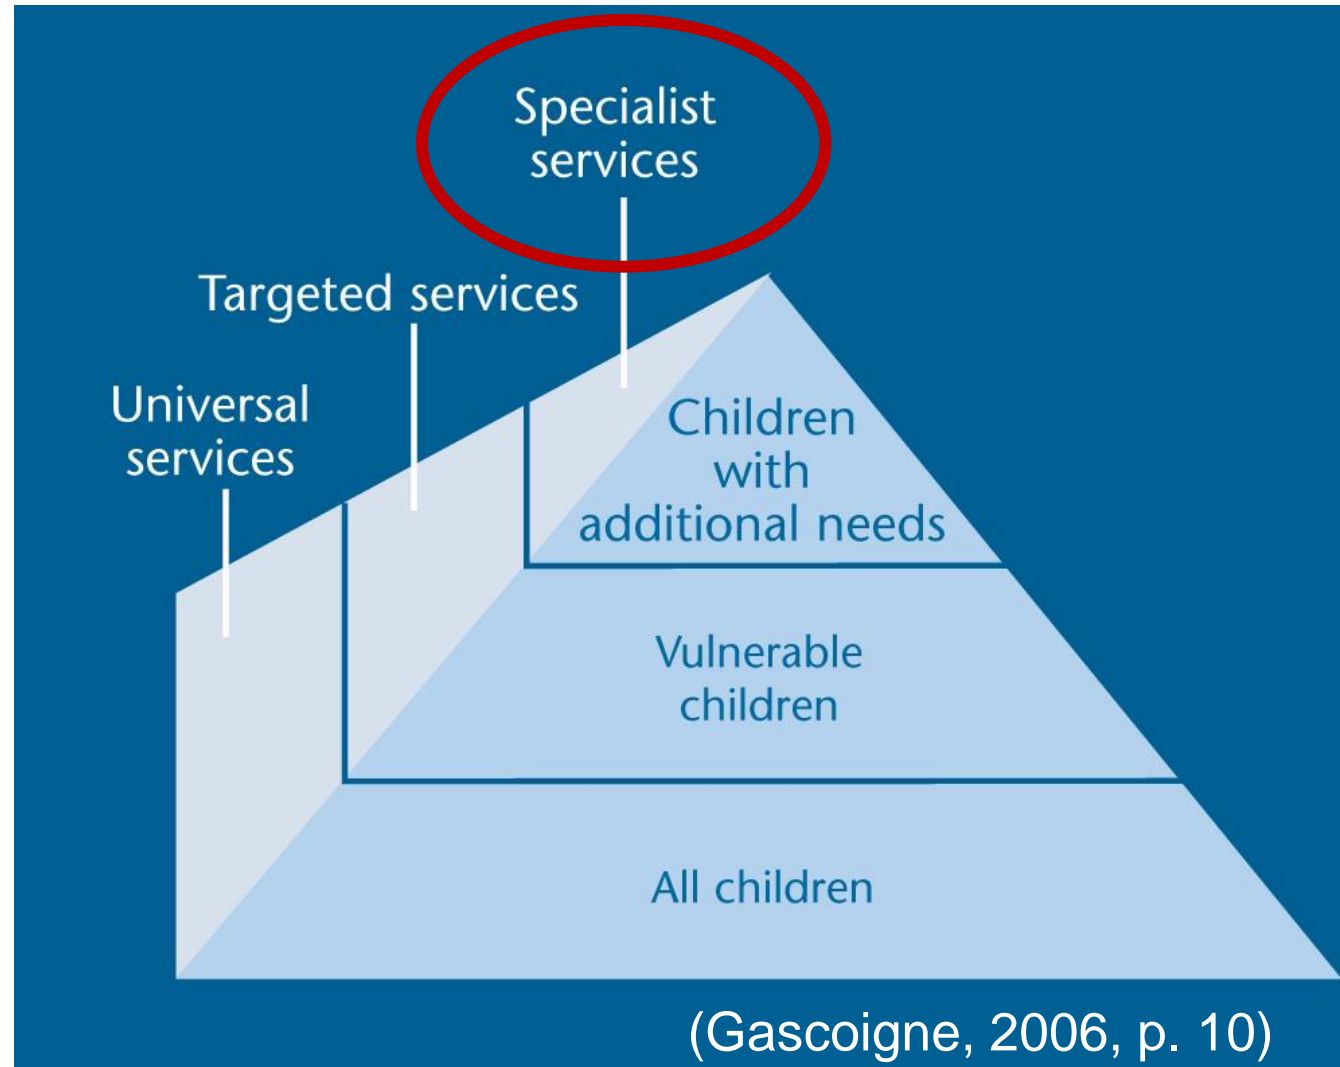 Specialist
services
Targeted services
Universal
services
Children
with
additional needs
Vulnerable
children
All children
(Gascoigne, 2006, p. 10)